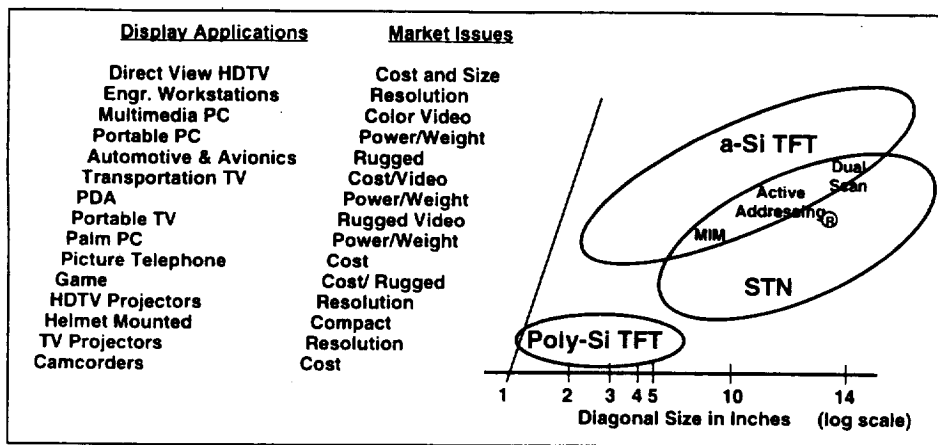 Display Applications Market Issues
Direct View HDTV Cost and Size
Engr. Workstations Resolution
Multimedia PC Color Video
Portable PC Power/Weight
Automotive & Avionics Rugged
Transportation TV Cost/Video
PDA Power/Weight
Portable TV Rugged Video
Palm PC Power/Weight
Picture Telephone Cost
Game Cost/ Rugged
HDTV Projectors Resolution
Helmet Mounted Compact
TV Projectors Resolution
Camcorders Cost
a-Si TFT
Dual
Scan
Active
Addressing®
MIM
STN
Poly-Si TFT
1 2 3 4 5 10 14
Diagonal Size in Inches (log scale)